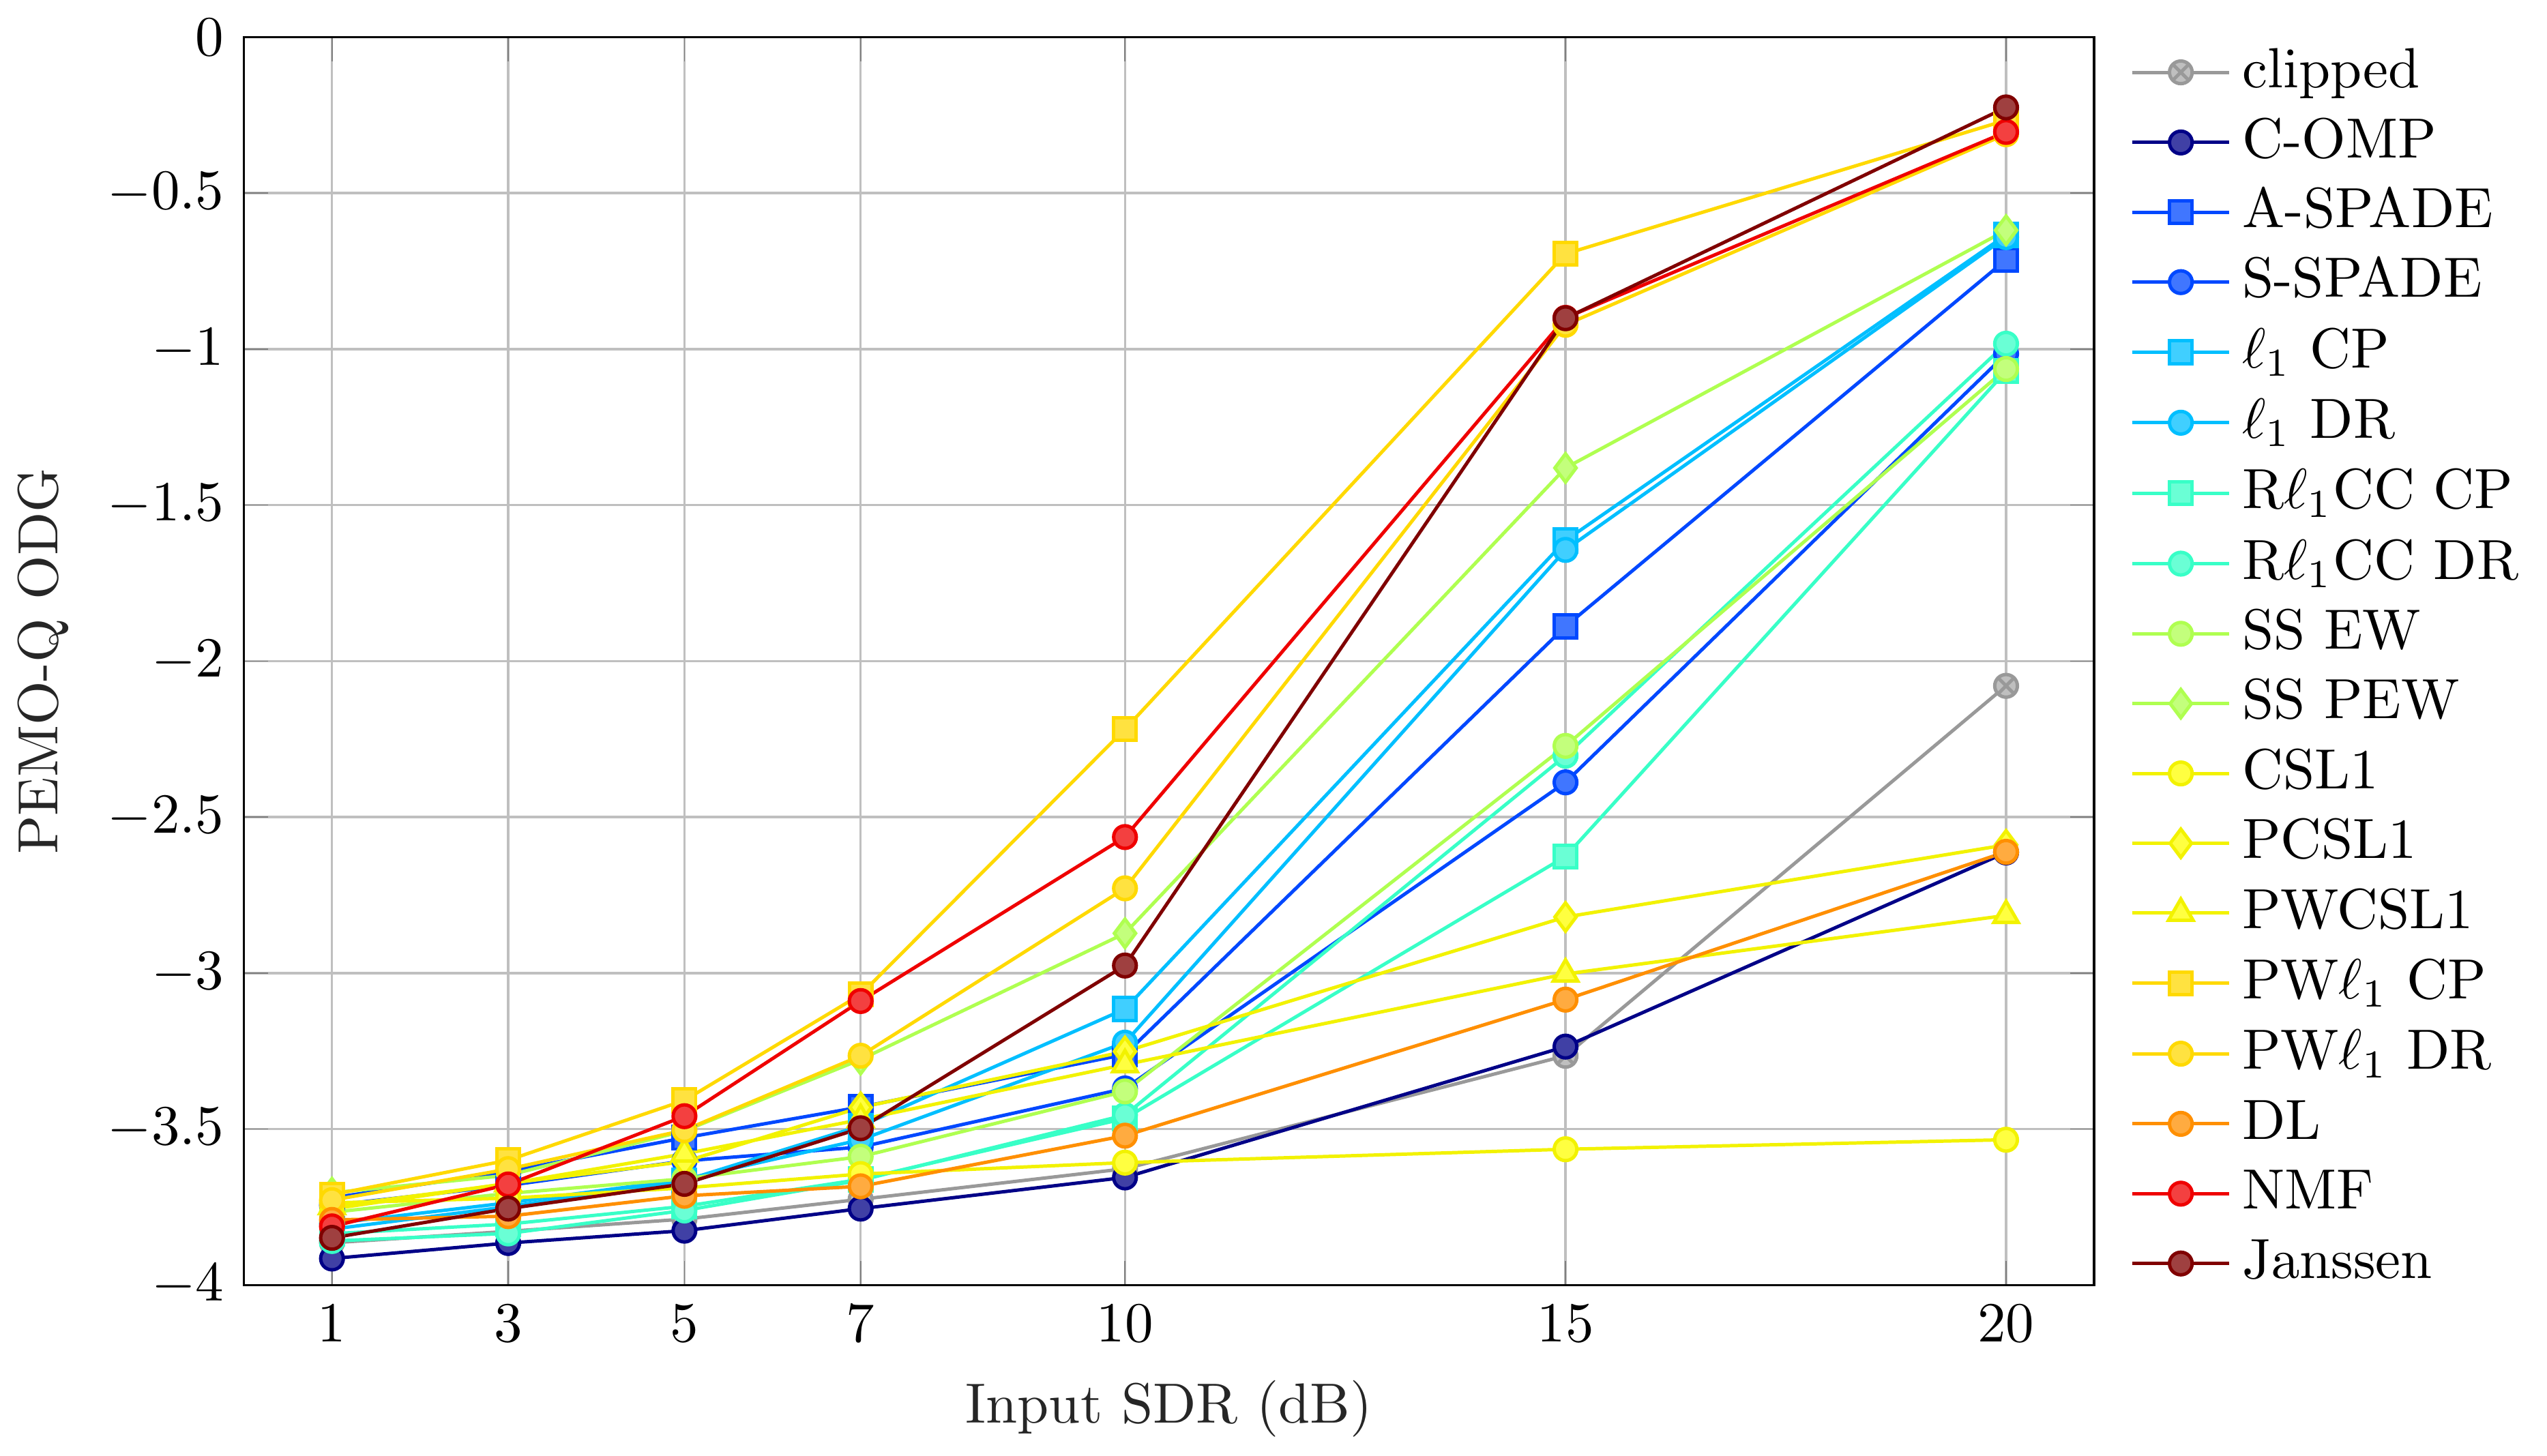 0
−0.5
−1
−1.5
−2
−2.5
−3
−3.5
−4
PEMO-Q ODG
1 3 5 7 10 15 20
Input SDR (dB)
clipped
C-OMP
A-SPADE
S-SPADE
ℓ₁ CP
ℓ₁ DR
Rℓ₁CC CP
Rℓ₁CC DR
SS EW
SS PEW
CSL1
PCSL1
PWCSL1
PWℓ₁ CP
PWℓ₁ DR
DL
NMF
Janssen